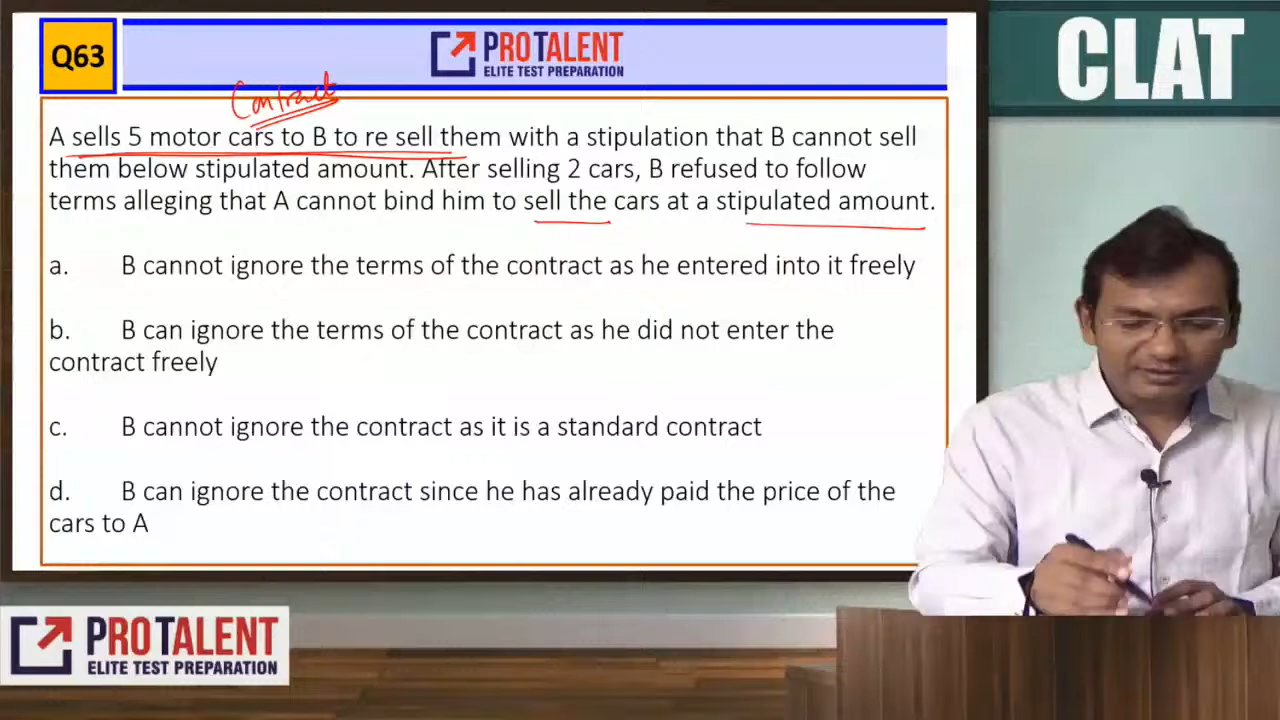 Q63
PROTALENT
ELITE TEST PREPARATION
CLAT
Contract
A sells 5 motor cars to B to re sell them with a stipulation that B cannot sell
them below stipulated amount. After selling 2 cars, B refused to follow
terms alleging that A cannot bind him to sell the cars at a stipulated amount.
a. B cannot ignore the terms of the contract as he entered into it freely
b. B can ignore the terms of the contract as he did not enter the
contract freely
c. B cannot ignore the contract as it is a standard contract
d. B can ignore the contract since he has already paid the price of the
cars to A
PROTALENT
ELITE TEST PREPARATION